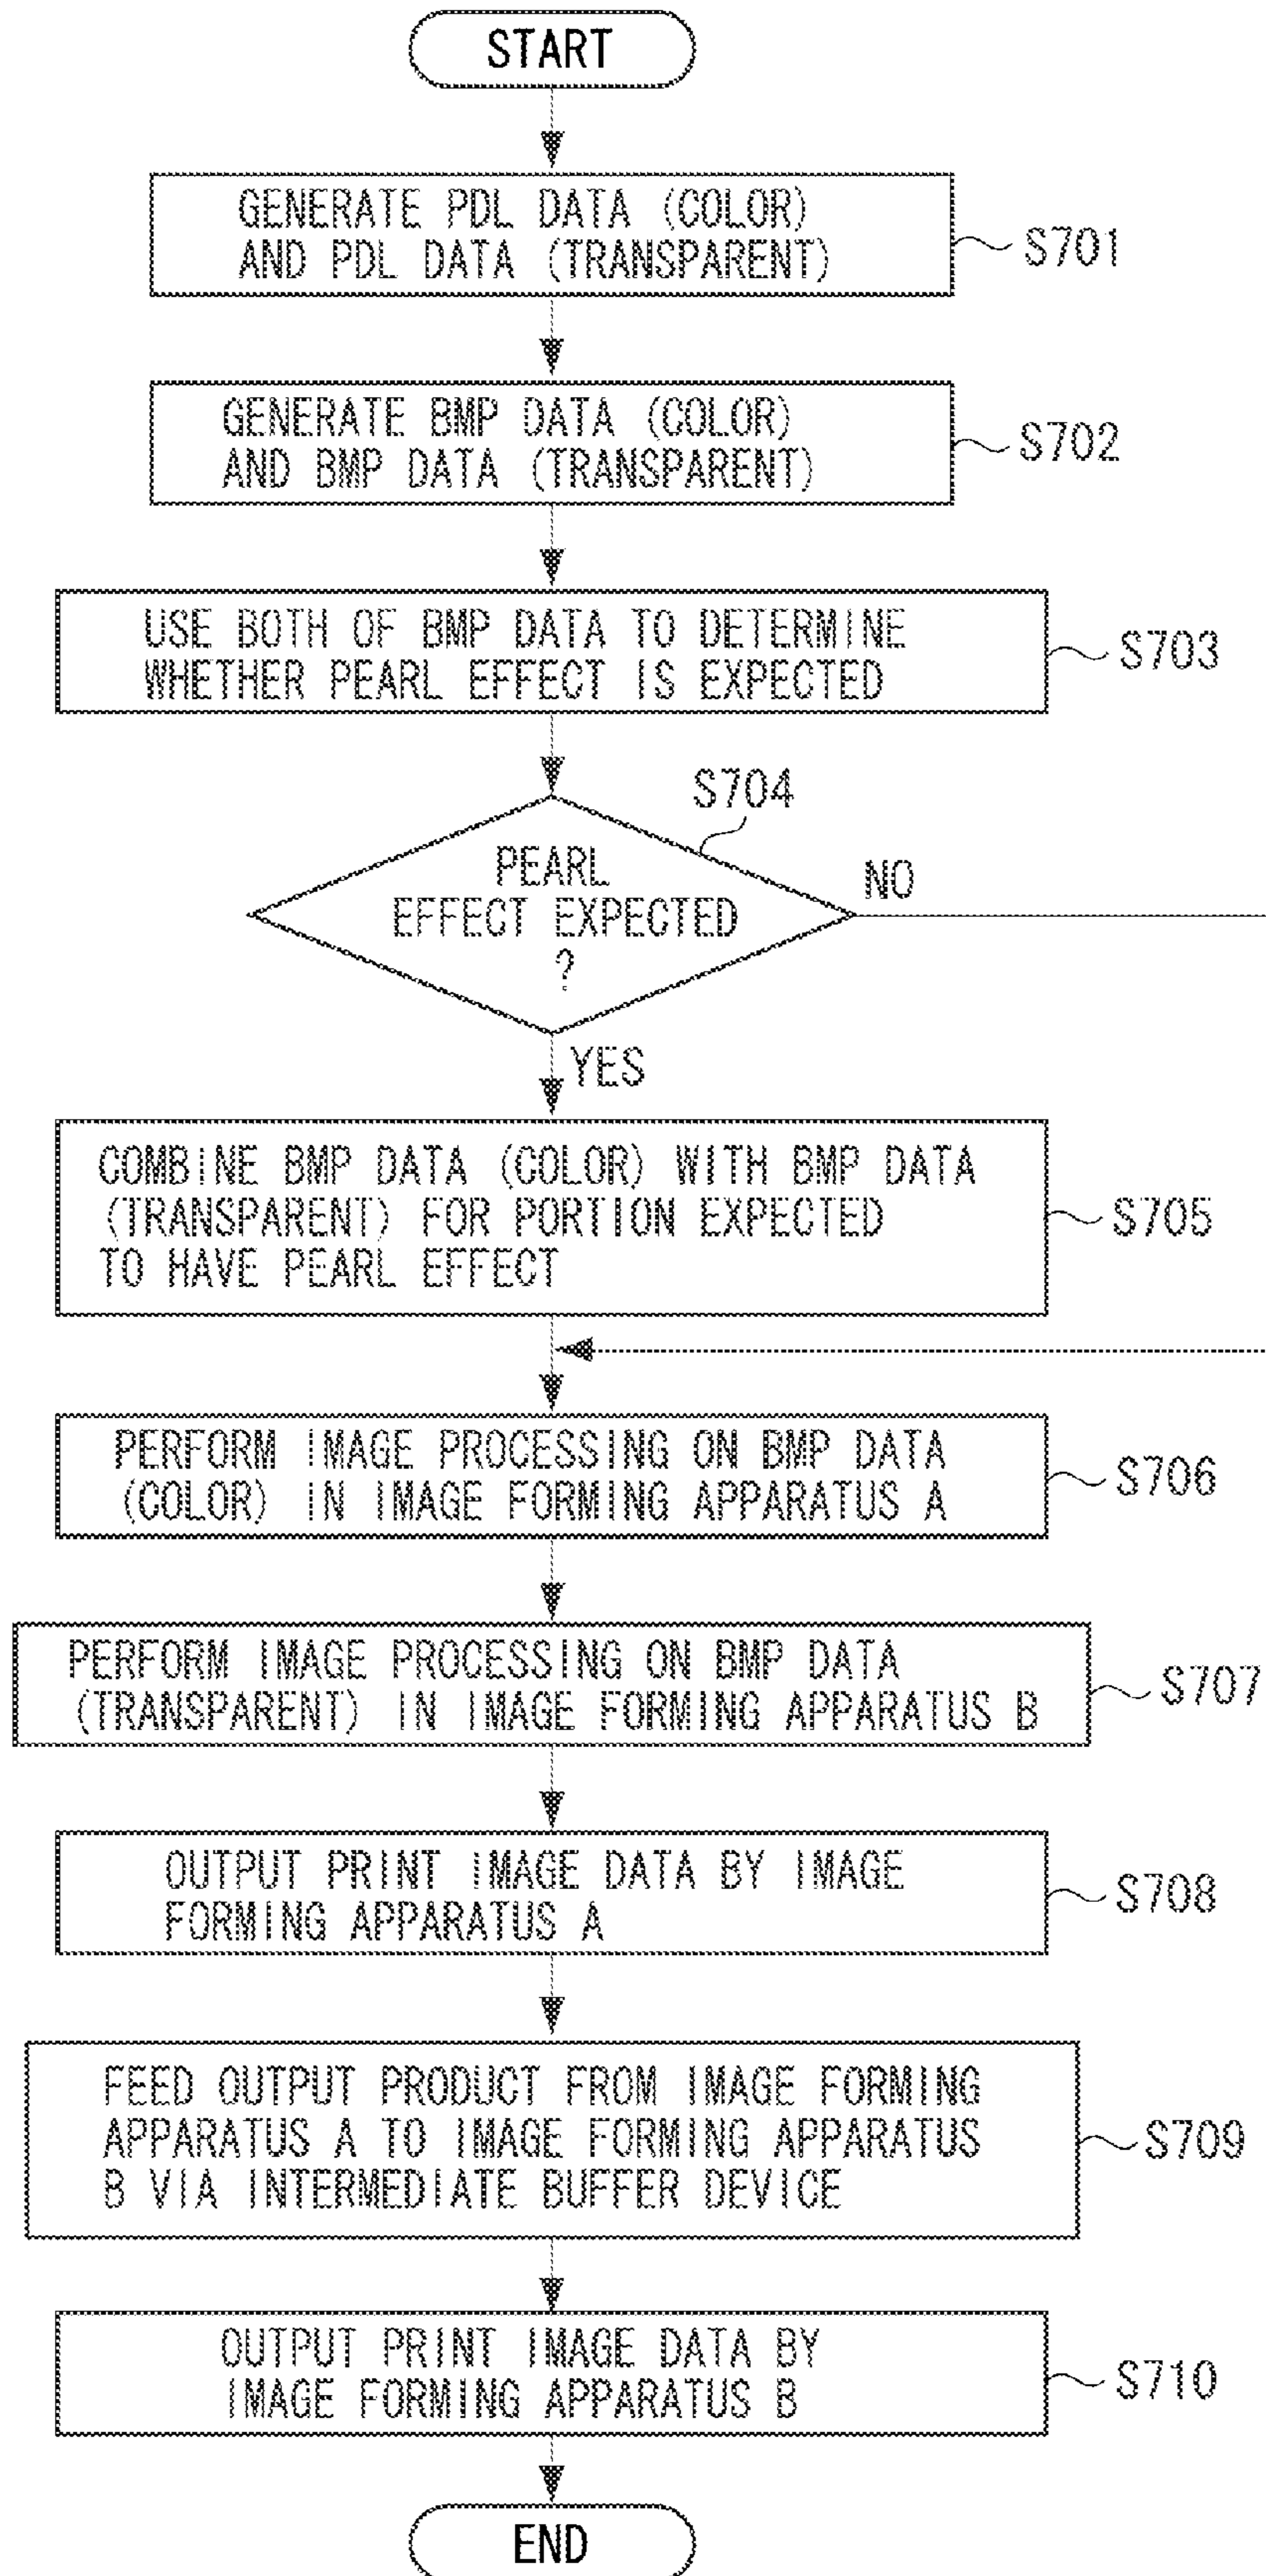 START
GENERATE PDL DATA (COLOR)
AND PDL DATA (TRANSPARENT)
S701
GENERATE BMP DATA (COLOR)
AND BMP DATA (TRANSPARENT)
S702
USE BOTH OF BMP DATA TO DETERMINE
WHETHER PEARL EFFECT IS EXPECTED
S703
S704
PEARL
EFFECT EXPECTED
?
NO
YES
COMBINE BMP DATA (COLOR) WITH BMP DATA
(TRANSPARENT) FOR PORTION EXPECTED
TO HAVE PEARL EFFECT
S705
PERFORM IMAGE PROCESSING ON BMP DATA
(COLOR) IN IMAGE FORMING APPARATUS A
S706
PERFORM IMAGE PROCESSING ON BMP DATA
(TRANSPARENT) IN IMAGE FORMING APPARATUS B
S707
OUTPUT PRINT IMAGE DATA BY IMAGE
FORMING APPARATUS A
S708
FEED OUTPUT PRODUCT FROM IMAGE FORMING
APPARATUS A TO IMAGE FORMING APPARATUS
B VIA INTERMEDIATE BUFFER DEVICE
S709
OUTPUT PRINT IMAGE DATA BY
IMAGE FORMING APPARATUS B
S710
END